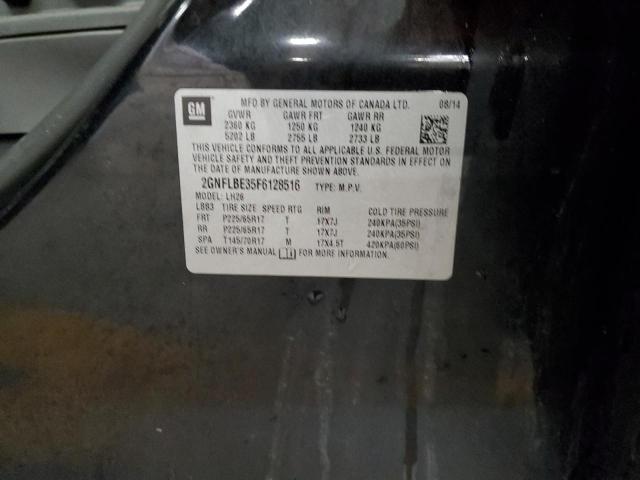 GM
MFD BY GENERAL MOTORS OF CANADA LTD. 08/14
GVWR GAWR FRT GAWR RR
2360 KG 1250 KG 1240 KG
5202 LB 2755 LB 2733 LB
THIS VEHICLE CONFORMS TO ALL APPLICABLE U.S. FEDERAL MOTOR
VEHICLE SAFETY AND THEFT PREVENTION STANDARDS IN EFFECT ON
THE DATE OF MANUFACTURE SHOWN ABOVE.
2GNFLBE35F6128516 TYPE: M.P.V.
MODEL: LH26
LBB3 TIRE SIZE SPEED RTG RIM COLD TIRE PRESSURE
FRT P225/65R17 T 17X7J 240KPA(35PSI)
RR P225/65R17 T 17X7J 240KPA(35PSI)
SPA T145/70R17 M 17X4.5T 420KPA(60PSI)
SEE OWNER'S MANUAL FOR MORE INFORMATION.